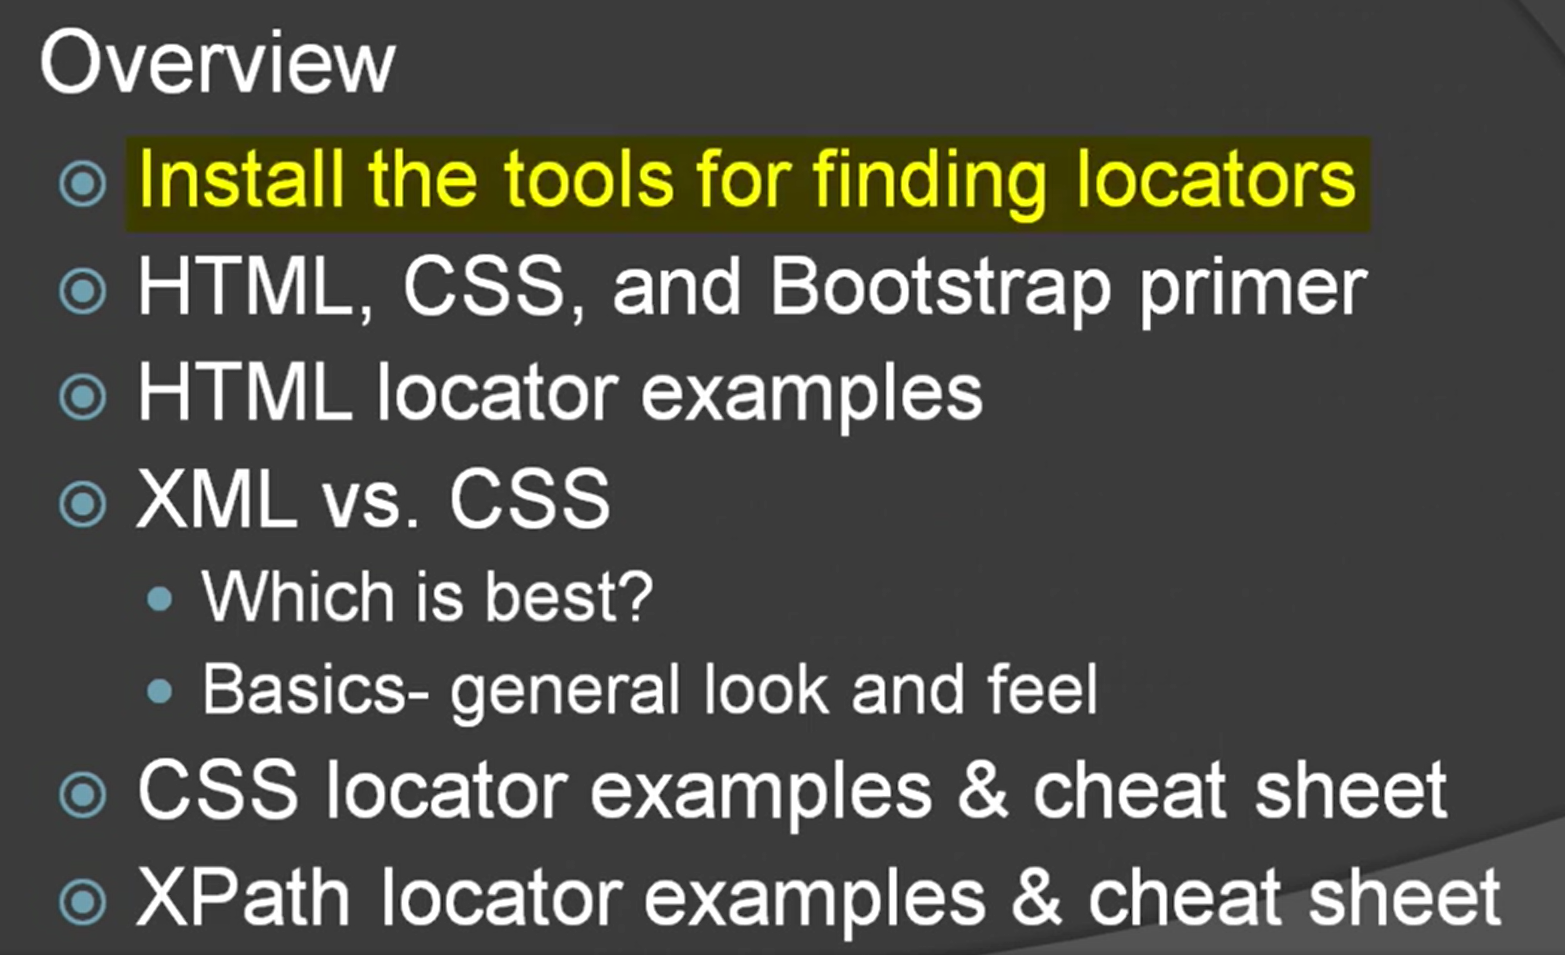 Overview
Install the tools for finding locators
HTML, CSS, and Bootstrap primer
HTML locator examples
XML vs. CSS
Which is best?
Basics- general look and feel
CSS locator examples & cheat sheet
XPath locator examples & cheat sheet